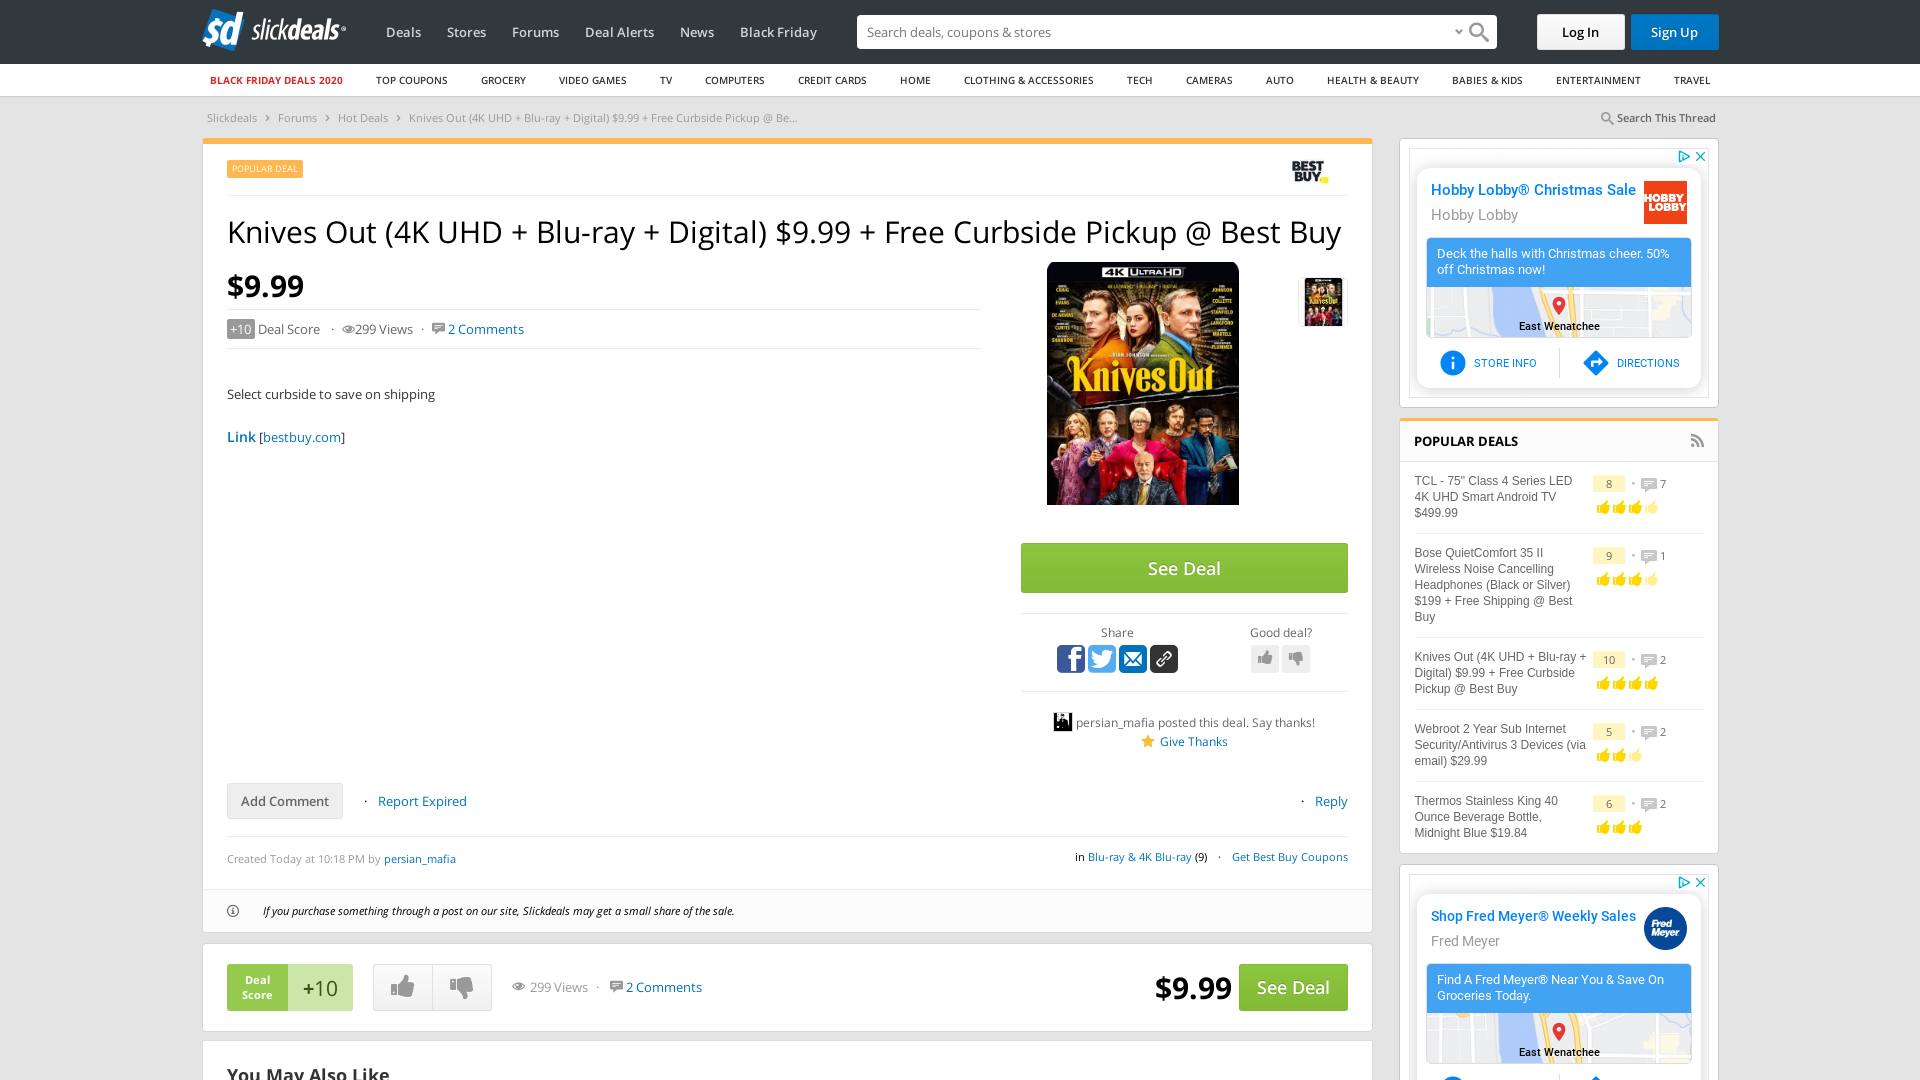 slickdeals
Deals
Stores
Forums
Deal Alerts
News
Black Friday
Search deals, coupons & stores
Log In
Sign Up
BLACK FRIDAY DEALS 2020
TOP COUPONS
GROCERY
VIDEO GAMES
TV
COMPUTERS
CREDIT CARDS
HOME
CLOTHING & ACCESSORIES
TECH
CAMERAS
AUTO
HEALTH & BEAUTY
BABIES & KIDS
ENTERTAINMENT
TRAVEL
Slickdeals › Forums › Hot Deals › Knives Out (4K UHD + Blu-ray + Digital) $9.99 + Free Curbside Pickup @ Be...
Search This Thread
POPULAR DEAL
BEST
BUY
Knives Out (4K UHD + Blu-ray + Digital) $9.99 + Free Curbside Pickup @ Best Buy
$9.99
+10 Deal Score · 299 Views · 2 Comments
Select curbside to save on shipping
Link [bestbuy.com]
4K ULTRA HD
Knives Out
See Deal
Share
Good deal?
persian_mafia posted this deal. Say thanks!
Give Thanks
Add Comment
· Report Expired
· Reply
Created Today at 10:18 PM by persian_mafia
in Blu-ray & 4K Blu-ray (9) · Get Best Buy Coupons
If you purchase something through a post on our site, Slickdeals may get a small share of the sale.
Deal
Score
+10
299 Views · 2 Comments
$9.99
See Deal
You May Also Like
Hobby Lobby® Christmas Sale
Hobby Lobby
HOBBY
LOBBY
Deck the halls with Christmas cheer. 50%
off Christmas now!
East Wenatchee
STORE INFO
DIRECTIONS
POPULAR DEALS
TCL - 75" Class 4 Series LED
4K UHD Smart Android TV
$499.99
8 • 7
Bose QuietComfort 35 II
Wireless Noise Cancelling
Headphones (Black or Silver)
$199 + Free Shipping @ Best
Buy
9 • 1
Knives Out (4K UHD + Blu-ray +
Digital) $9.99 + Free Curbside
Pickup @ Best Buy
10 • 2
Webroot 2 Year Sub Internet
Security/Antivirus 3 Devices (via
email) $29.99
5 • 2
Thermos Stainless King 40
Ounce Beverage Bottle,
Midnight Blue $19.84
6 • 2
Shop Fred Meyer® Weekly Sales
Fred Meyer
Fred
Meyer
Find A Fred Meyer® Near You & Save On
Groceries Today.
East Wenatchee